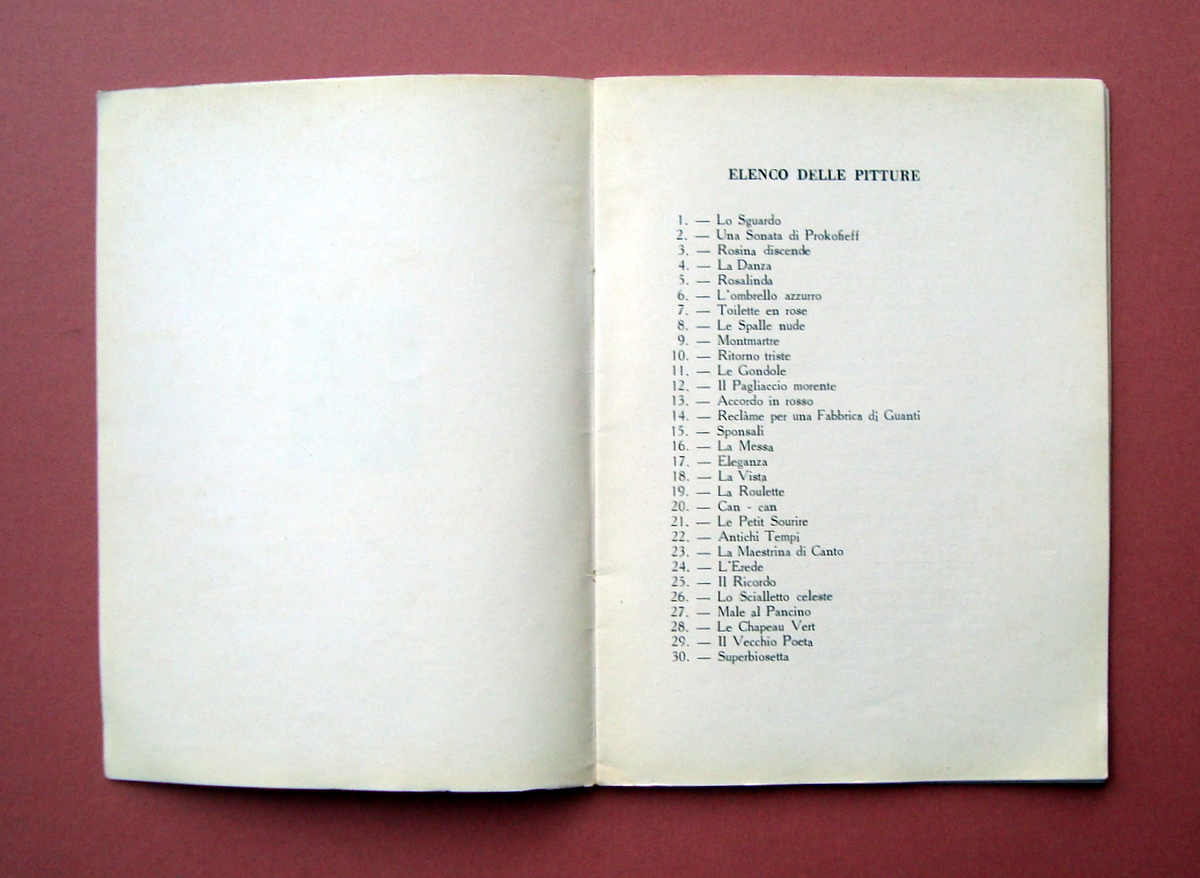 ELENCO DELLE PITTURE
1. — Lo Sguardo
2. — Una Sonata di Prokofieff
3. — Rosina discende
4. — La Danza
5. — Rosalinda
6. — L'ombrello azzurro
7. — Toilette en rose
8. — Le Spalle nude
9. — Montmartre
10. — Ritorno triste
11. — Le Gondole
12. — Il Pagliaccio morente
13. — Accordo in rosso
14. — Reclàme per una Fabbrica di Guanti
15. — Sponsali
16. — La Messa
17. — Eleganza
18. — La Vista
19. — La Roulette
20. — Can - can
21. — Le Petit Sourire
22. — Antichi Tempi
23. — La Maestrina di Canto
24. — L'Erede
25. — Il Ricordo
26. — Lo Scialletto celeste
27. — Male al Pancino
28. — Le Chapeau Vert
29. — Il Vecchio Poeta
30. — Superbiosetta